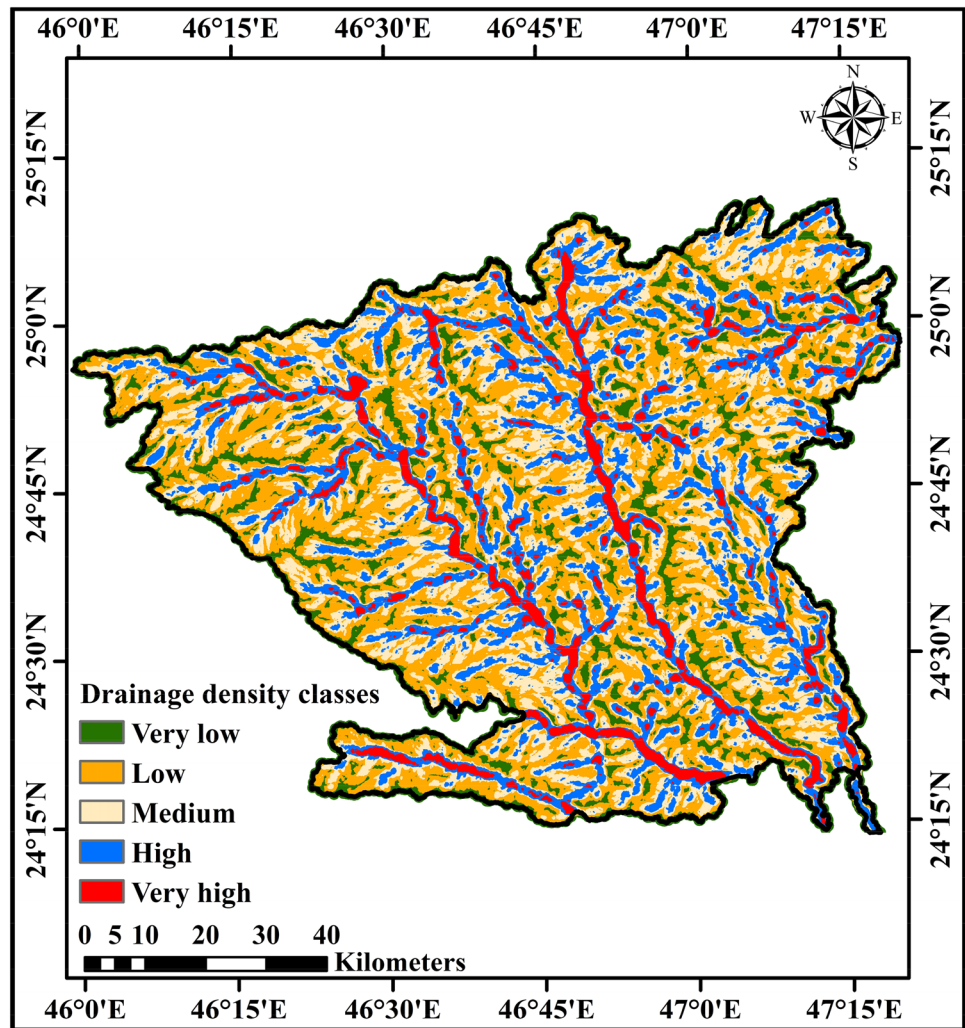 46°0'E 46°15'E 46°30'E 46°45'E 47°0'E 47°15'E
N
W E
S
25°15'N 25°15'N
25°0'N 25°0'N
24°45'N 24°45'N
24°30'N 24°30'N
24°15'N 24°15'N
Drainage density classes
Very low
Low
Medium
High
Very high
0 5 10 20 30 40
Kilometers
46°0'E 46°15'E 46°30'E 46°45'E 47°0'E 47°15'E